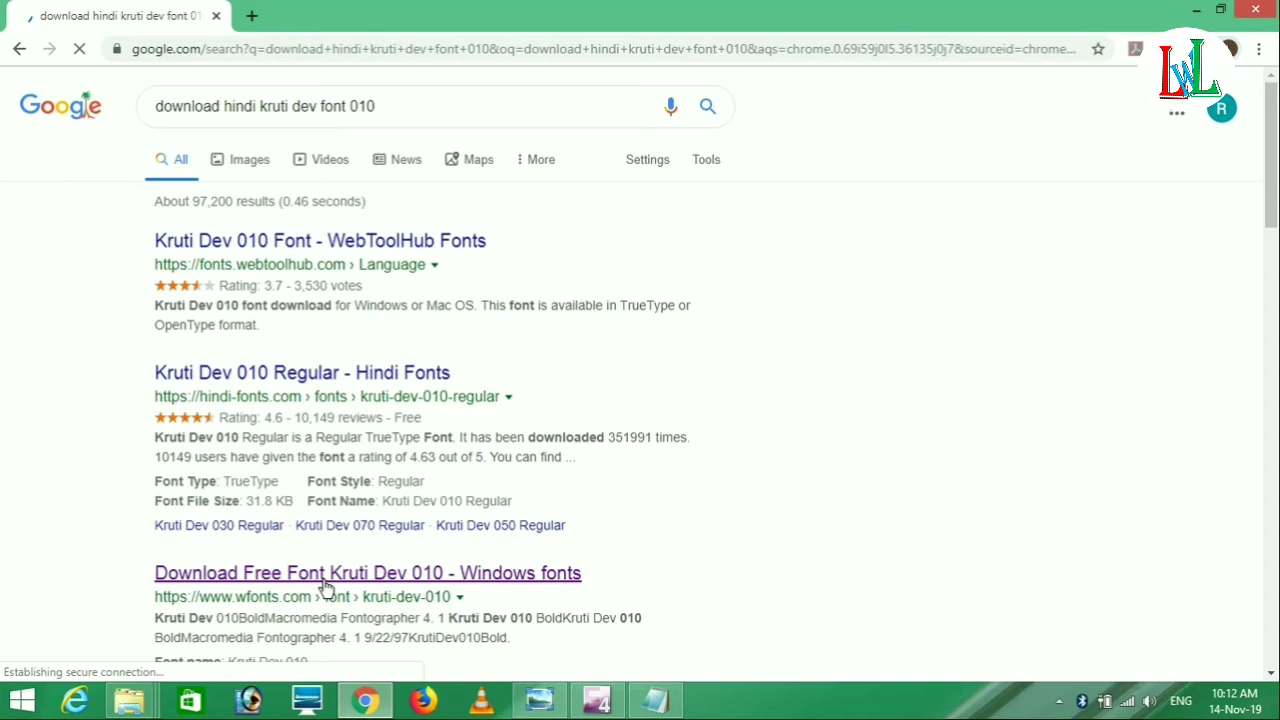 download hindi kruti dev font 01
google.com/search?q=download+hindi+kruti+dev+font+010&oq=download+hindi+kruti+dev+font+010&aqs=chrome.0.69i59j0l5.36135j0j7&sourceid=chrome...
LWL
Google
download hindi kruti dev font 010
R
All Images Videos News Maps More Settings Tools
About 97,200 results (0.46 seconds)
Kruti Dev 010 Font - WebToolHub Fonts
https://fonts.webtoolhub.com › Language
Rating: 3.7 - 3,530 votes
Kruti Dev 010 font download for Windows or Mac OS. This font is available in TrueType or
OpenType format.
Kruti Dev 010 Regular - Hindi Fonts
https://hindi-fonts.com › fonts › kruti-dev-010-regular
Rating: 4.6 - 10,149 reviews - Free
Kruti Dev 010 Regular is a Regular TrueType Font. It has been downloaded 351991 times.
10149 users have given the font a rating of 4.63 out of 5. You can find ...
Font Type: TrueType Font Style: Regular
Font File Size: 31.8 KB Font Name: Kruti Dev 010 Regular
Kruti Dev 030 Regular · Kruti Dev 070 Regular · Kruti Dev 050 Regular
Download Free Font Kruti Dev 010 - Windows fonts
https://www.wfonts.com › font › kruti-dev-010
Kruti Dev 010BoldMacromedia Fontographer 4. 1 Kruti Dev 010 BoldKruti Dev 010
BoldMacromedia Fontographer 4. 1 9/22/97KrutiDev010Bold.
Font name: Kruti Dev 010
Establishing secure connection...
4
ENG
10:12 AM
14-Nov-19